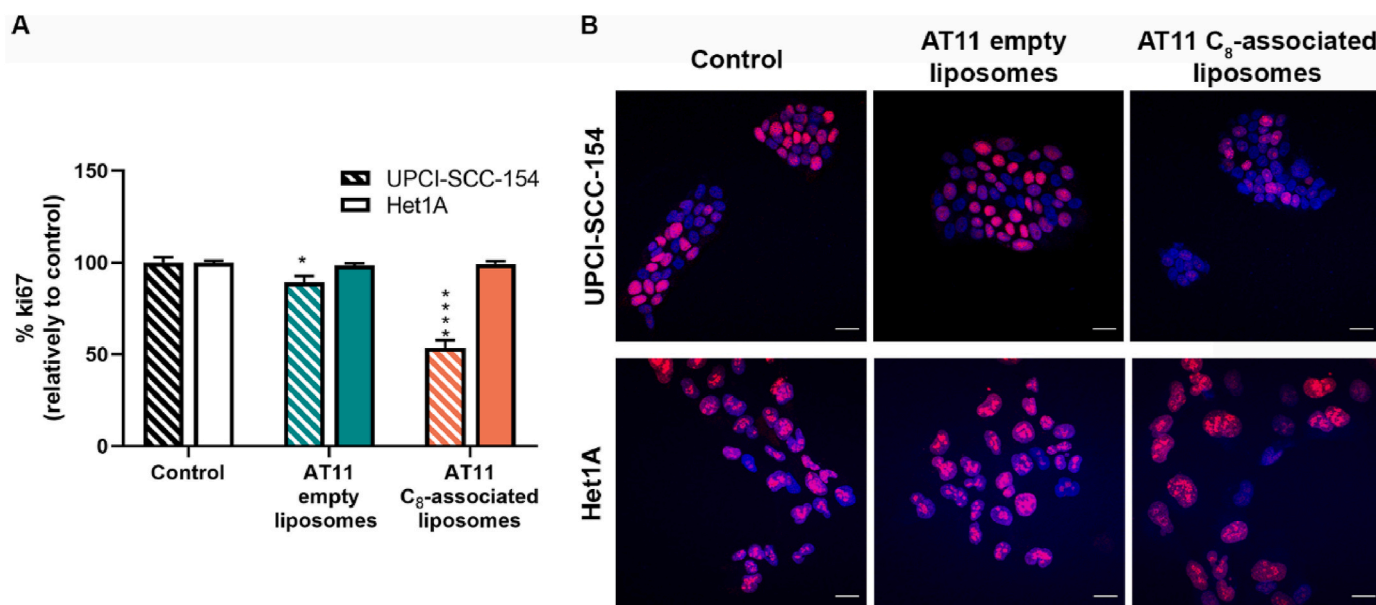 A
% ki67
(relatively to control)
150
100
50
0
UPCI-SCC-154
Het1A
*
****
Control
AT11
empty
liposomes
AT11
C₈-associated
liposomes
B
Control
AT11 empty
liposomes
AT11 C₈-associated
liposomes
UPCI-SCC-154
Het1A